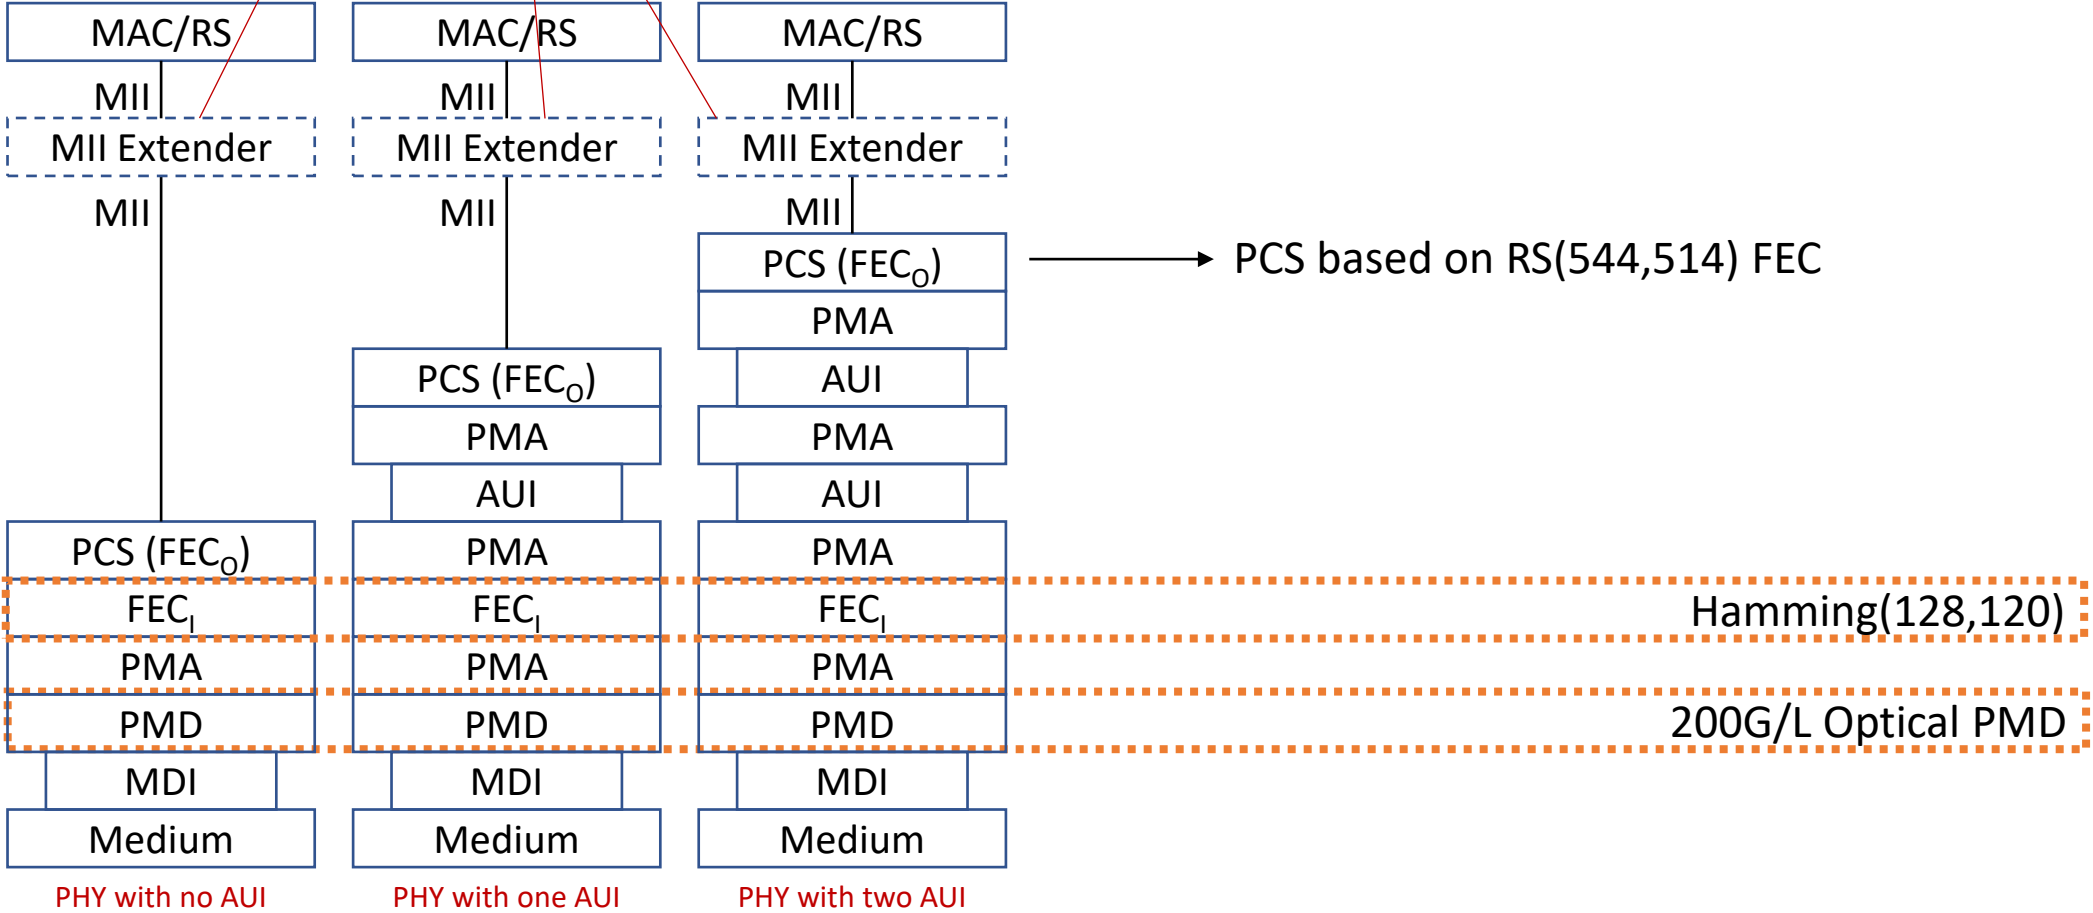 MAC/RS MAC/RS MAC/RS
MII MII MII
MII Extender MII Extender MII Extender
MII MII MII
PCS (FECO) PCS based on RS(544,514) FEC
PMA
PCS (FECO) AUI
PMA PMA
AUI AUI
PCS (FECO) PMA PMA
FECI FECI FECI Hamming(128,120)
PMA PMA PMA
PMD PMD PMD 200G/L Optical PMD
MDI MDI MDI
Medium Medium Medium
PHY with no AUI PHY with one AUI PHY with two AUI